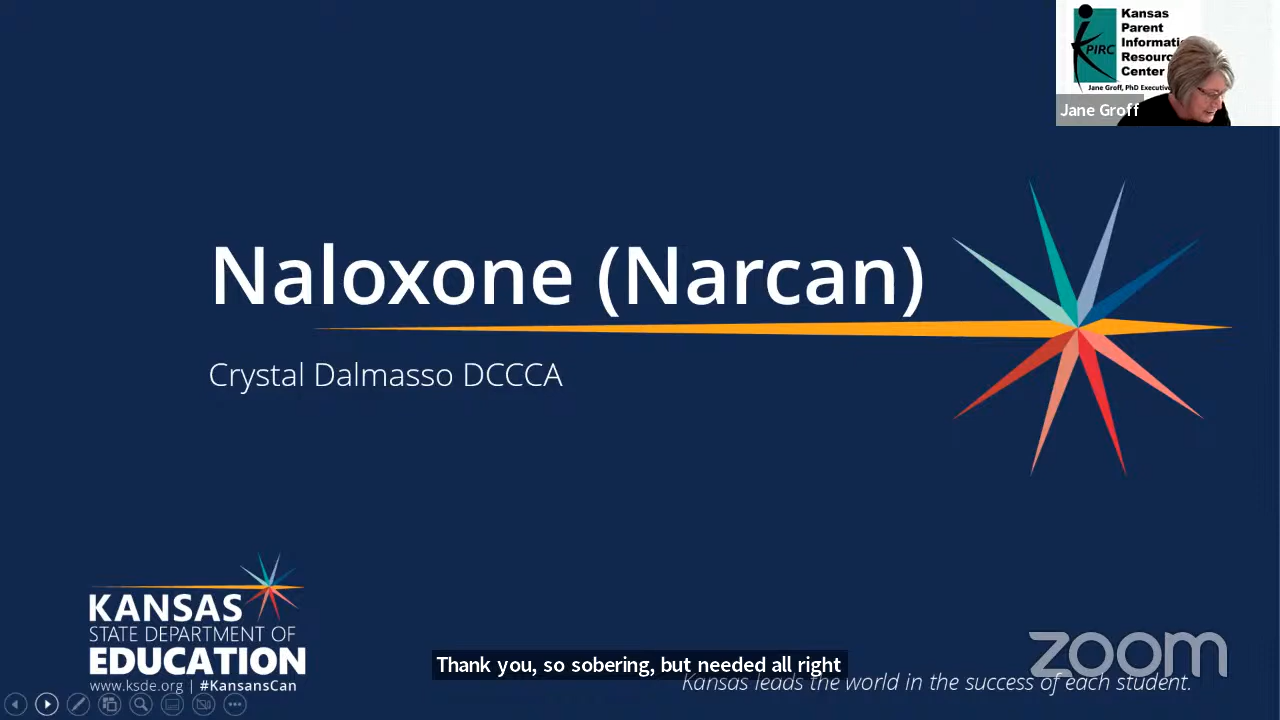 Kansas
Parent
Resource
Center
KPIRC
Jane Groff, PhD Executive
Jane Groff
Naloxone (Narcan)
Crystal Dalmasso DCCCA
KANSAS
STATE DEPARTMENT OF
EDUCATION
www.ksde.org | #KansansCan
Thank you, so sobering, but needed all right
Kansas leads the world in the success of each student.
zoom